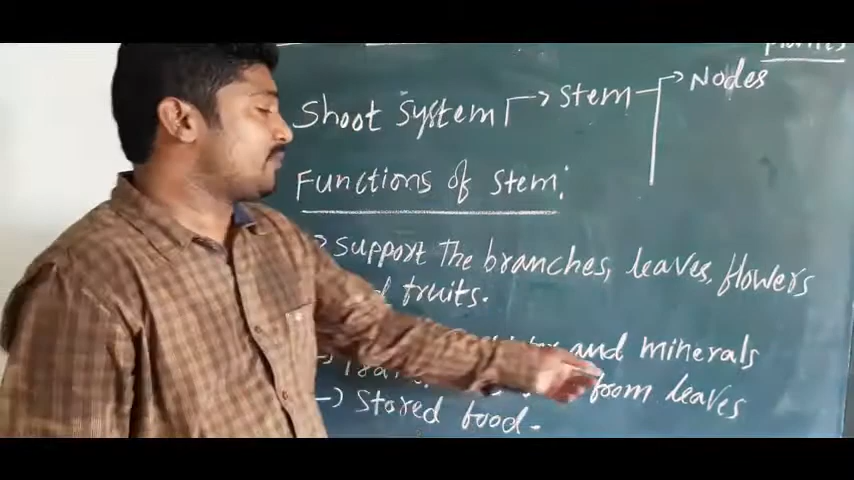 Plants
Shoot System -> Stem -> Nodes
Functions of Stem:
-> Support The branches, leaves, flowers
fruits.
and minerals
from leaves
-> Stored food.